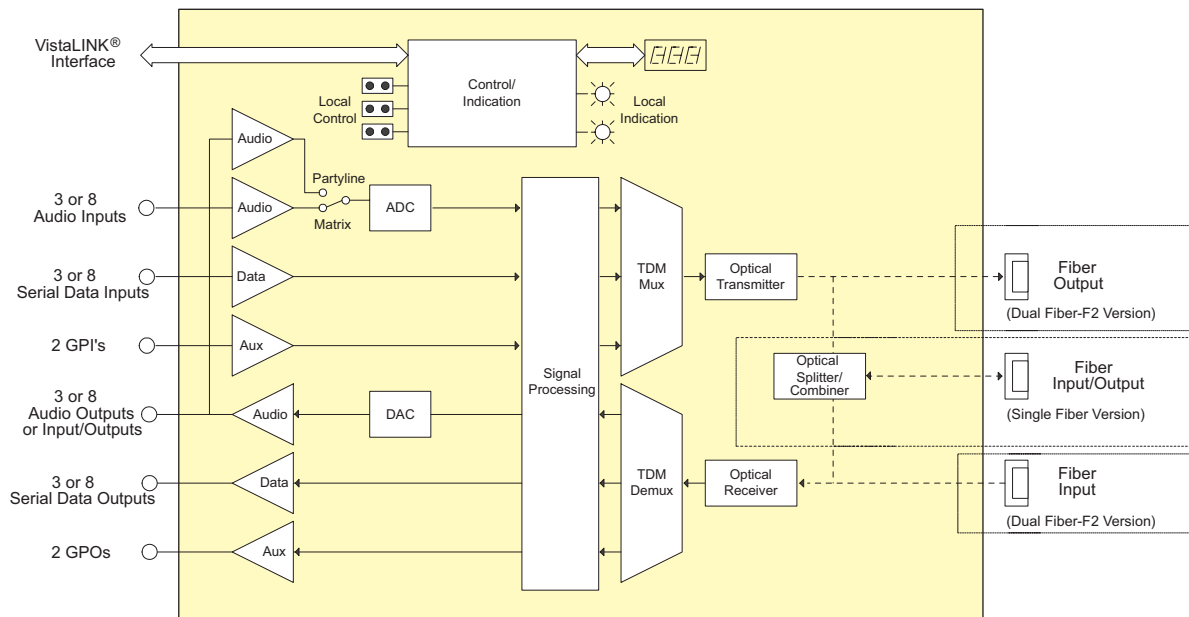 VistaLINK®
Interface
Control/
Indication
Local
Control
Local
Indication
Audio
Partyline
3 or 8
Audio Inputs
Audio
Matrix
ADC
3 or 8
Serial Data Inputs
Data
TDM
Mux
Optical
Transmitter
Fiber
Output
(Dual Fiber-F2 Version)
2 GPI's
Aux
Signal
Processing
Optical
Splitter/
Combiner
Fiber
Input/Output
(Single Fiber Version)
3 or 8
Audio Outputs
or Input/Outputs
Audio
DAC
3 or 8
Serial Data Outputs
Data
TDM
Demux
Optical
Receiver
Fiber
Input
(Dual Fiber-F2 Version)
2 GPOs
Aux